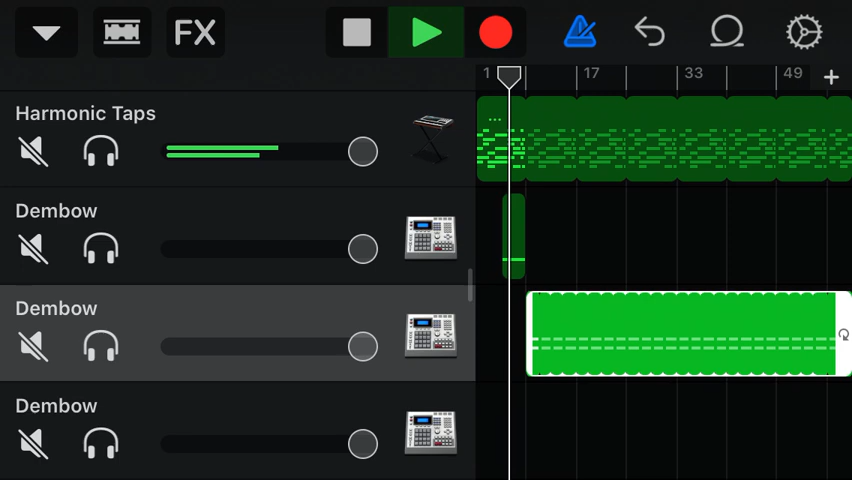 FX
1 17 33 49 +
Harmonic Taps
...
Dembow
Dembow
Dembow